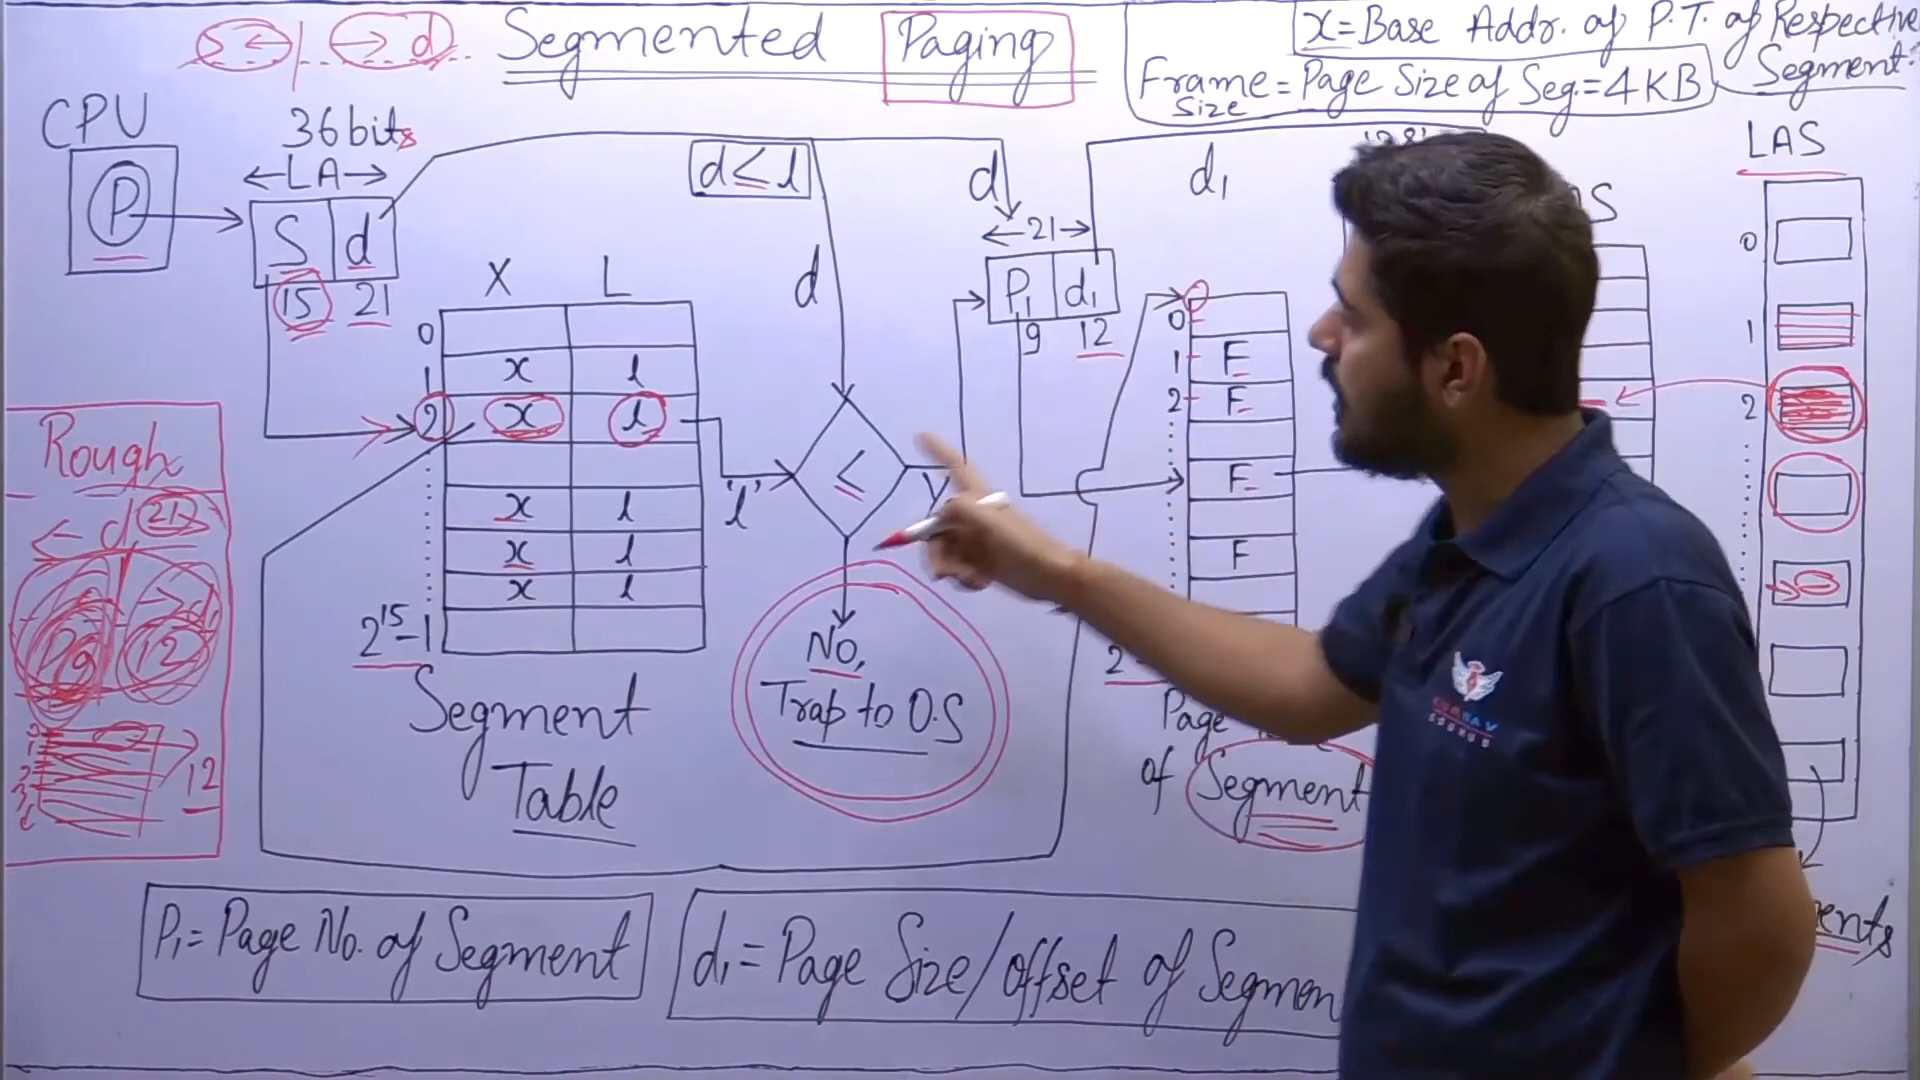 s ← | → d
Segmented Paging
x = Base Addr. of P.T. of Respective
Segment.
Frame = Page Size of Seg. = 4KB
Size
CPU
P
36 bits
←LA→
S d
15 21
d ≤ l
d
d
←21→
P₁ d₁
9 12
d₁
LAS
0
1
2
X L
0
1 x l
2 x l
x l
x l
x l
2¹⁵-1
Segment
Table
'l'
≤
Y
No,
Trap to O.S
0
1 F
2 F
F
F
2
Page
of Segment
S
Rough
← d 21
P 9 12
12
P₁ = Page No. of Segment
d₁ = Page Size/offset of Segmen
ents